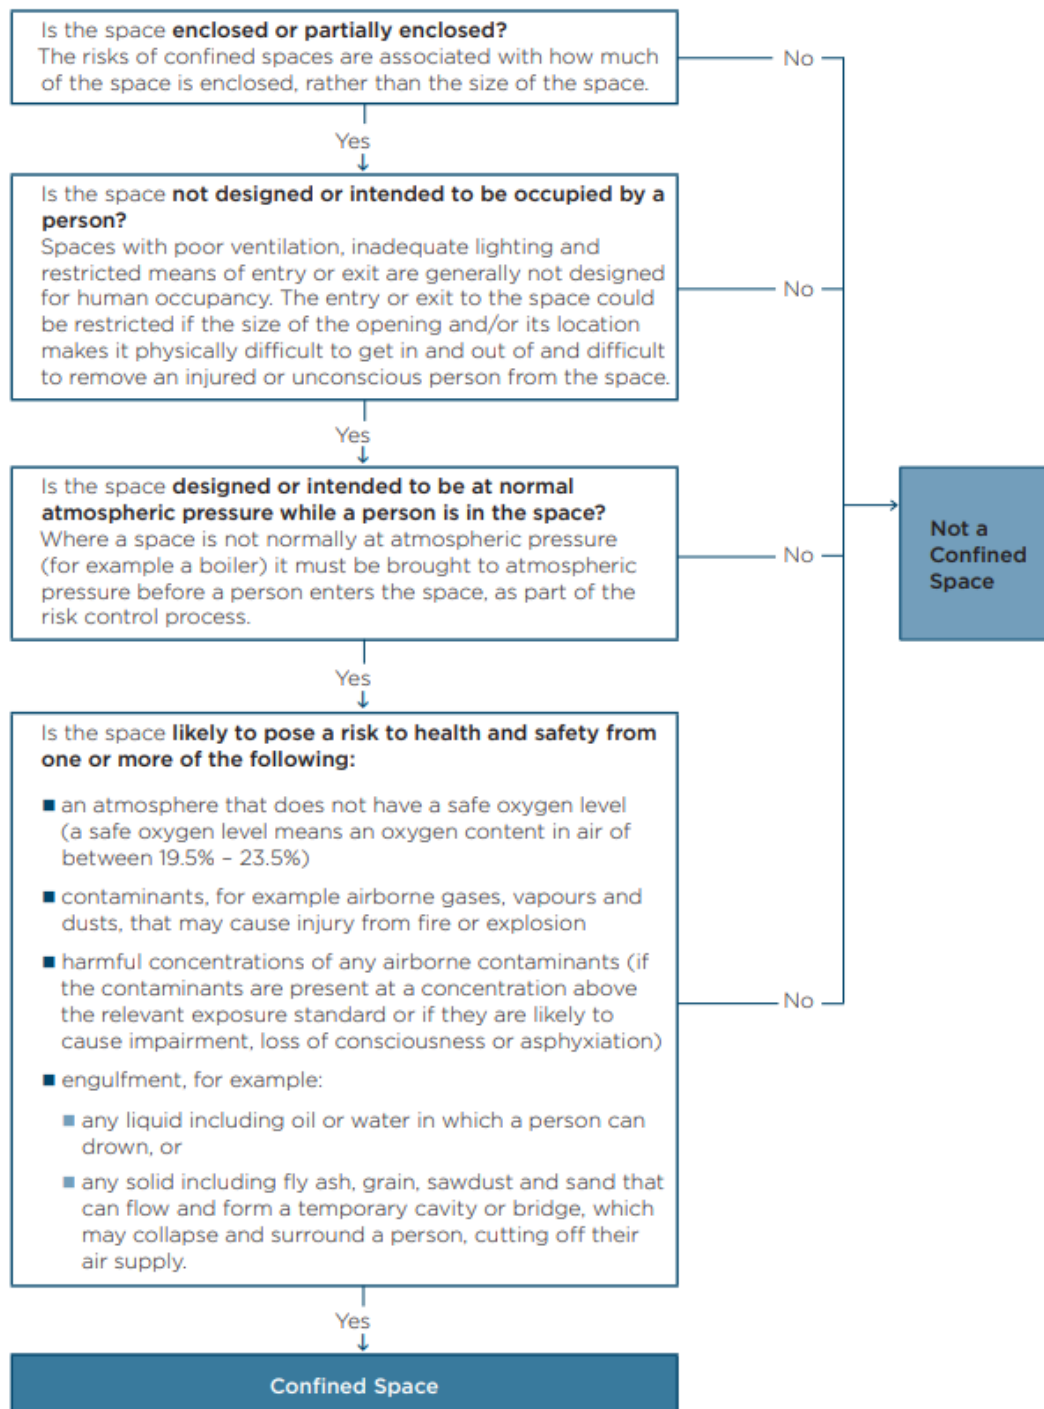 Is the space enclosed or partially enclosed?
The risks of confined spaces are associated with how much
of the space is enclosed, rather than the size of the space.
No
Yes
Is the space not designed or intended to be occupied by a
person?
Spaces with poor ventilation, inadequate lighting and
restricted means of entry or exit are generally not designed
for human occupancy. The entry or exit to the space could
be restricted if the size of the opening and/or its location
makes it physically difficult to get in and out of and difficult
to remove an injured or unconscious person from the space.
No
Yes
Is the space designed or intended to be at normal
atmospheric pressure while a person is in the space?
Where a space is not normally at atmospheric pressure
(for example a boiler) it must be brought to atmospheric
pressure before a person enters the space, as part of the
risk control process.
No
Not a
Confined
Space
Yes
Is the space likely to pose a risk to health and safety from
one or more of the following:
■ an atmosphere that does not have a safe oxygen level
(a safe oxygen level means an oxygen content in air of
between 19.5% – 23.5%)
■ contaminants, for example airborne gases, vapours and
dusts, that may cause injury from fire or explosion
■ harmful concentrations of any airborne contaminants (if
the contaminants are present at a concentration above
the relevant exposure standard or if they are likely to
cause impairment, loss of consciousness or asphyxiation)
■ engulfment, for example:
■ any liquid including oil or water in which a person can
drown, or
■ any solid including fly ash, grain, sawdust and sand that
can flow and form a temporary cavity or bridge, which
may collapse and surround a person, cutting off their
air supply.
No
Yes
Confined Space